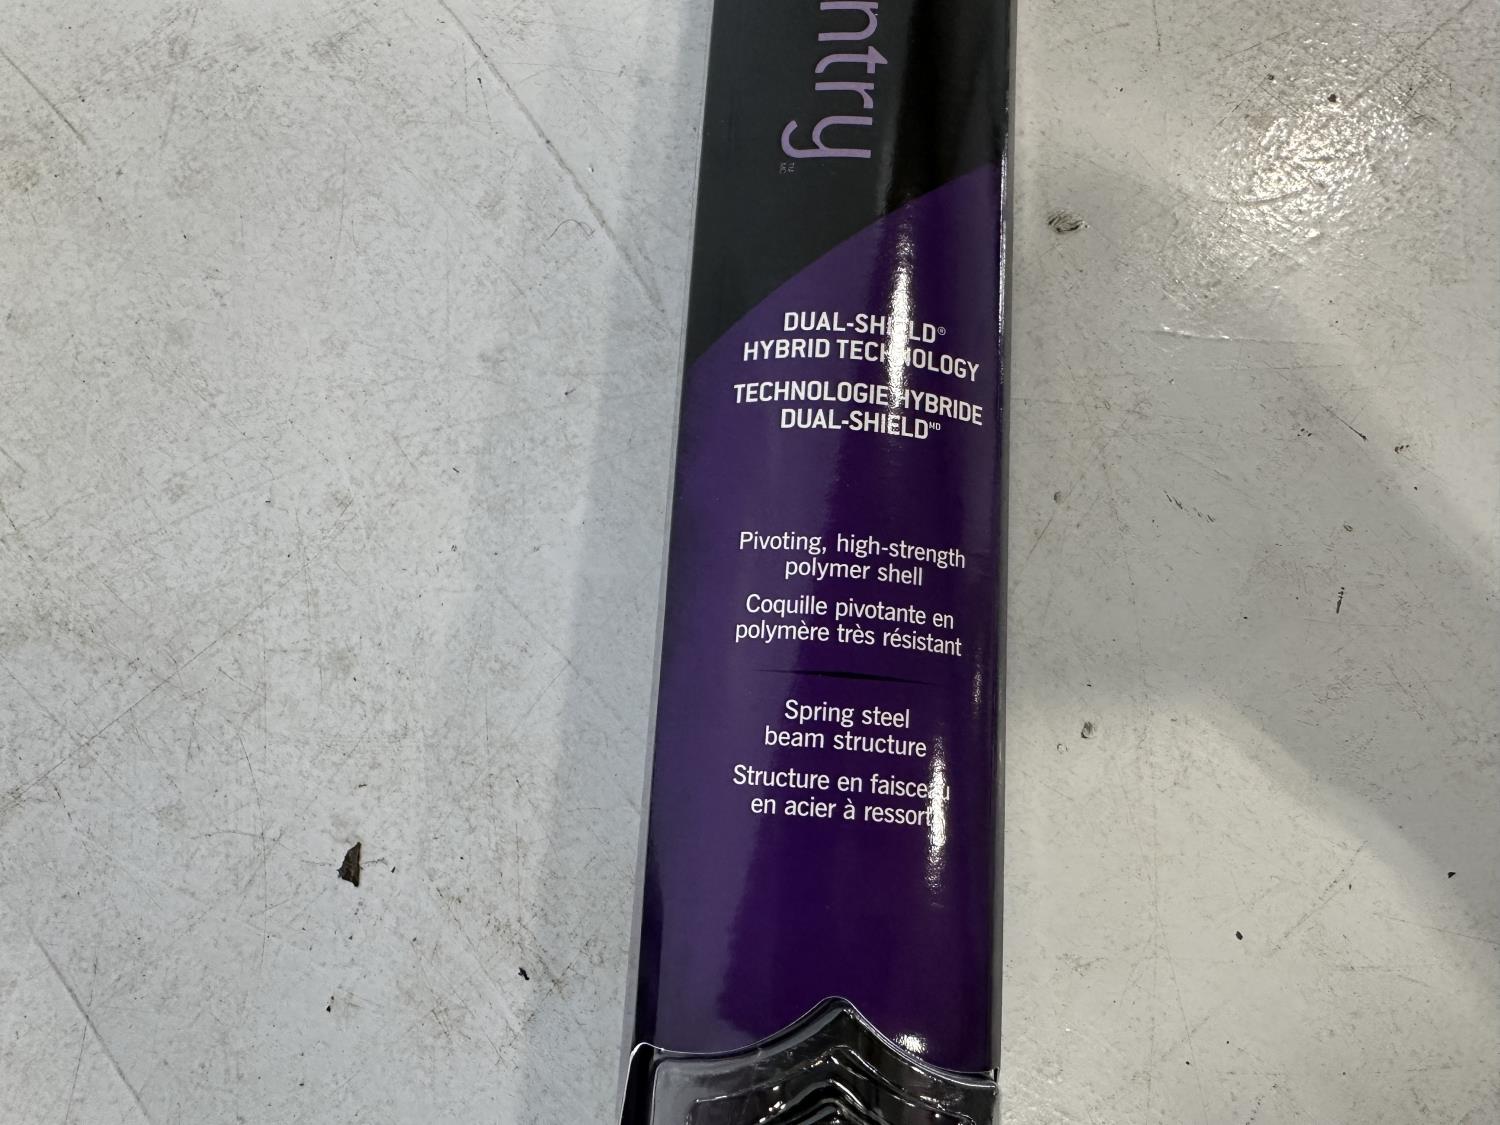 ntry
DUAL-SHIELD®
HYBRID TECHNOLOGY
TECHNOLOGIE HYBRIDE
DUAL-SHIELD MD
Pivoting, high-strength
polymer shell
Coquille pivotante en
polymère très résistant
Spring steel
beam structure
Structure en faisceau
en acier à ressort